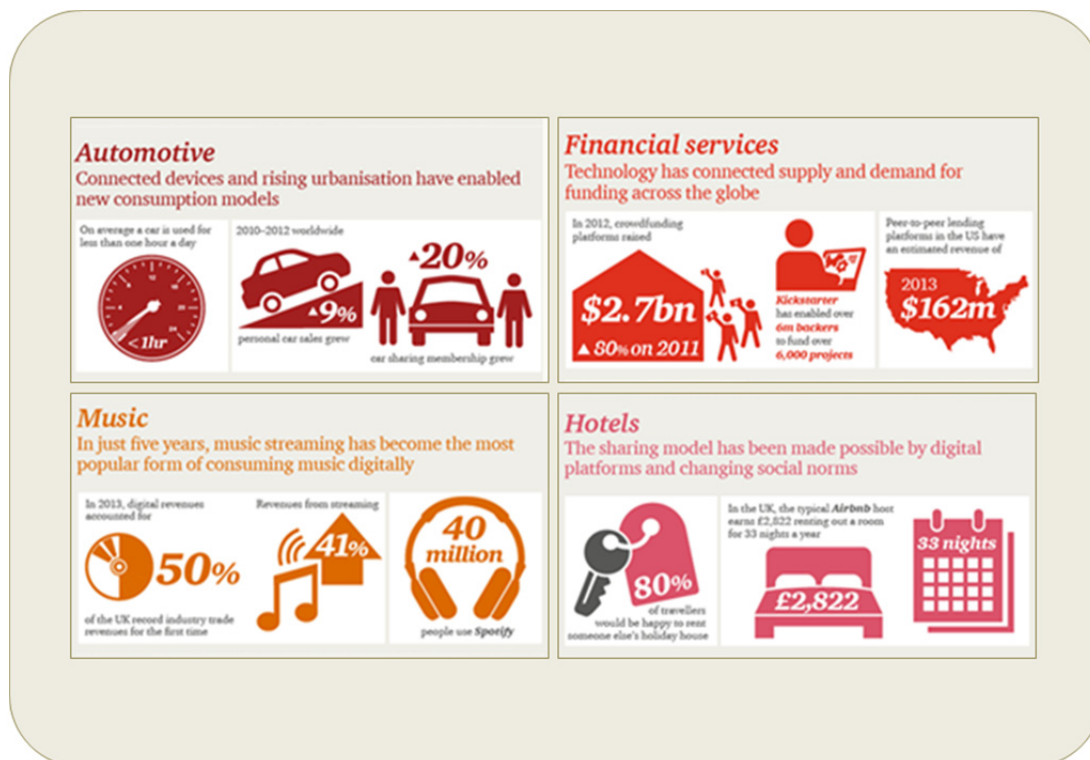 Automotive
Connected devices and rising urbanisation have enabled
new consumption models
On average a car is used for
less than one hour a day
<1hr
2010–2012 worldwide
▲9%
personal car sales grew
▲20%
car sharing membership grew
Financial services
Technology has connected supply and demand for
funding across the globe
In 2012, crowdfunding
platforms raised
$2.7bn
▲ 80% on 2011
Kickstarter
has enabled over
6m backers
to fund over
6,000 projects
Peer-to-peer lending
platforms in the US have
an estimated revenue of
2013
$162m
Music
In just five years, music streaming has become the most
popular form of consuming music digitally
In 2013, digital revenues
accounted for
50%
of the UK record industry trade
revenues for the first time
Revenues from streaming
41%
40
million
people use Spotify
Hotels
The sharing model has been made possible by digital
platforms and changing social norms
80%
of travellers
would be happy to rent
someone else's holiday house
In the UK, the typical Airbnb host
earns £2,822 renting out a room
for 33 nights a year
£2,822
33 nights